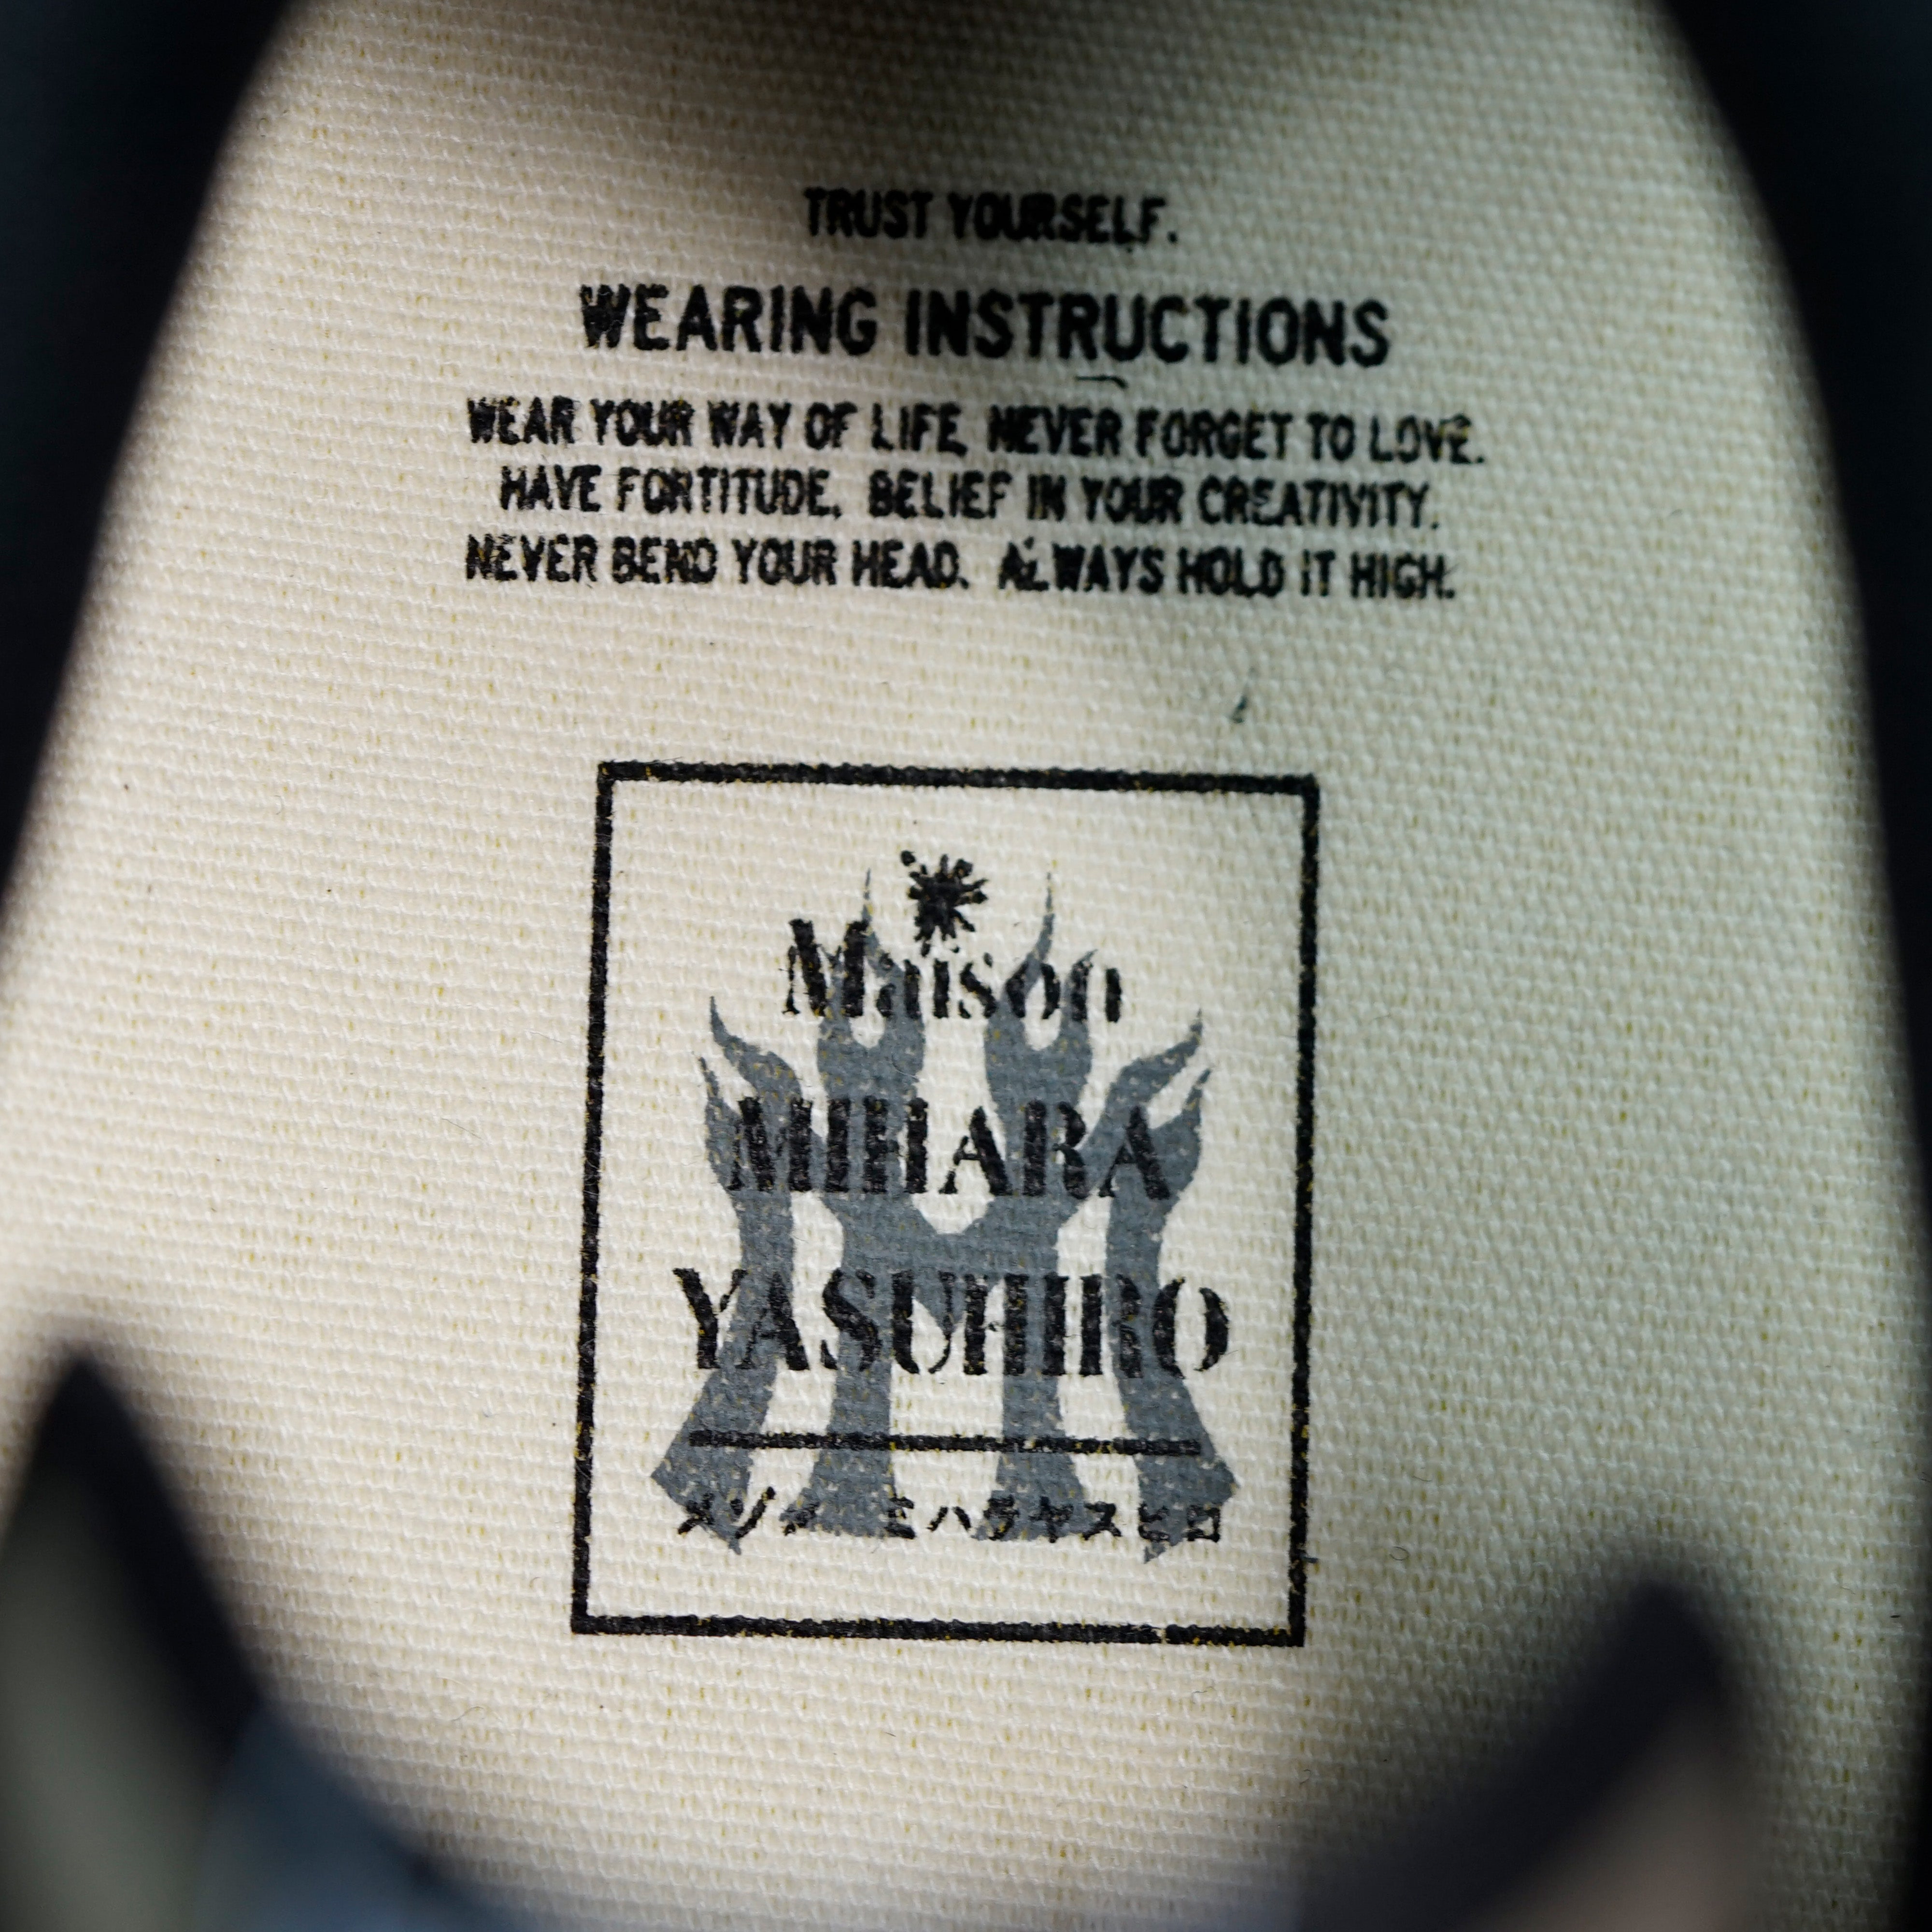 TRUST YOURSELF.
WEARING INSTRUCTIONS
WEAR YOUR WAY OF LIFE, NEVER FORGET TO LOVE.
HAVE FORTITUDE. BELIEF IN YOUR CREATIVITY.
NEVER BEND YOUR HEAD. ALWAYS HOLD IT HIGH.
Maison
MIHARA
YASUHIRO
メゾン ミハラヤスヒロ